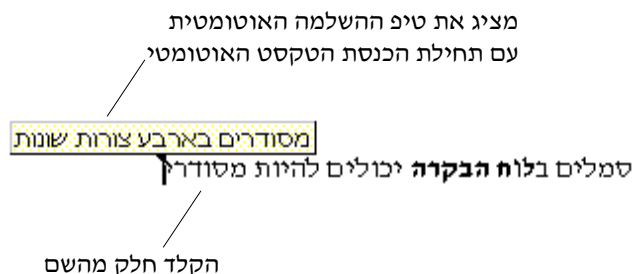 מציג את טיפ ההשלמה האוטומטית
עם תחילת הכנסת הטקסט האוטומטי
מסודרים בארבע צורות שונות
סמלים בלוח הבקרה יכולים להיות מסודרי
הקלד חלק מהשם